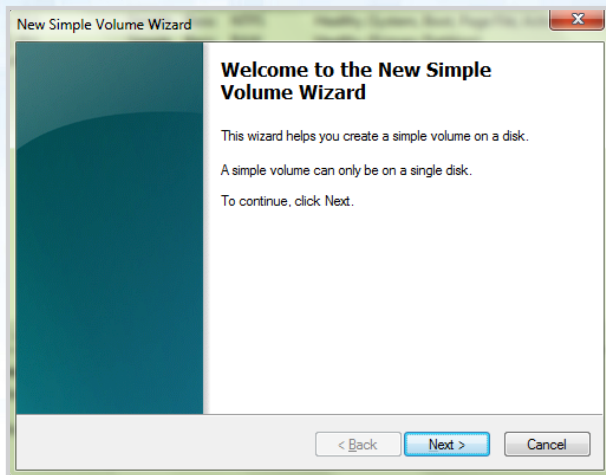 New Simple Volume Wizard
Welcome to the New Simple
Volume Wizard
This wizard helps you create a simple volume on a disk.
A simple volume can only be on a single disk.
To continue, click Next.
< Back Next > Cancel